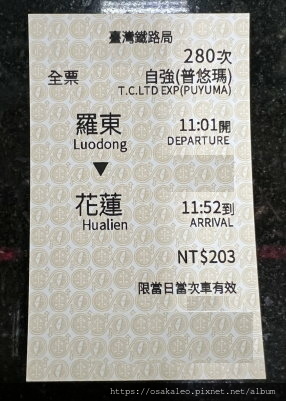 臺灣鐵路局
280次
全票 自強(普悠瑪)
T.C.LTD EXP(PUYUMA)
羅東 11:01開
Luodong DEPARTURE
▼
花蓮 11:52到
Hualien ARRIVAL
NT$203
限當日當次車有效
https://osakaleo.pixnet.net/album